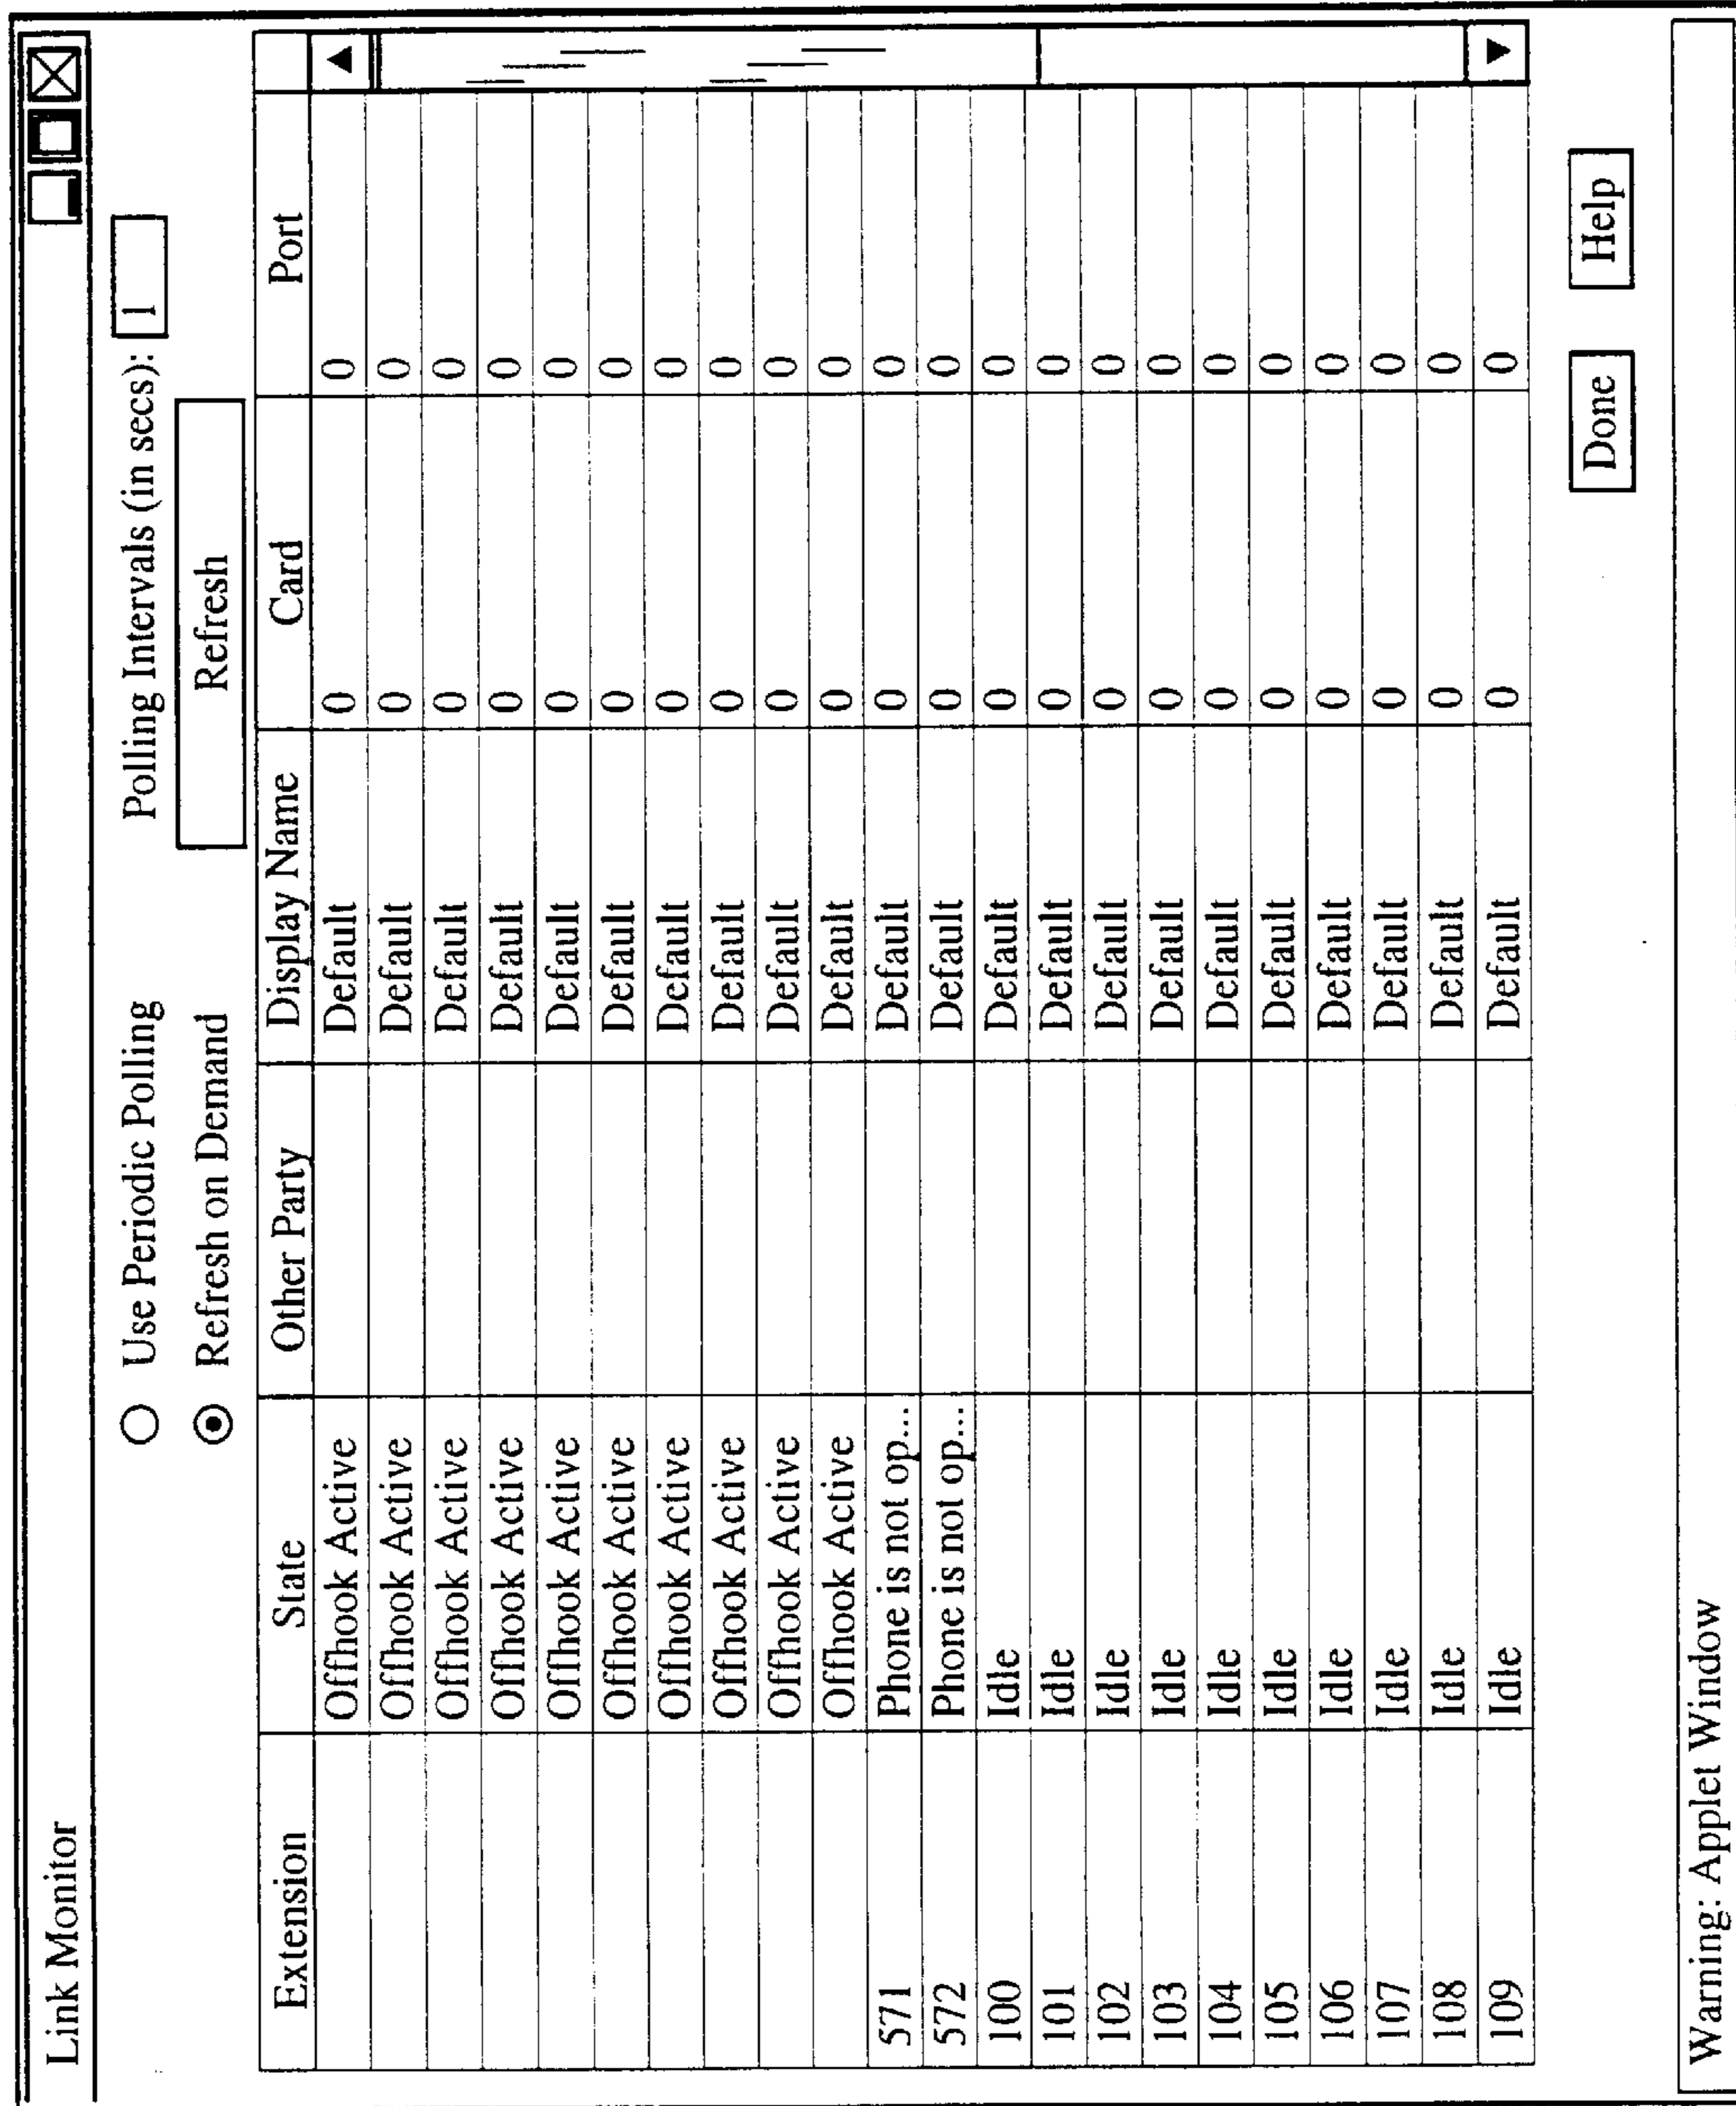 Link Monitor
Use Periodic Polling Polling Intervals (in secs): 1
Refresh on Demand Refresh
Extension State Other Party Display Name Card Port
Offhook Active Default 0 0
Offhook Active Default 0 0
Offhook Active Default 0 0
Offhook Active Default 0 0
Offhook Active Default 0 0
Offhook Active Default 0 0
Offhook Active Default 0 0
Offhook Active Default 0 0
Offhook Active Default 0 0
Offhook Active Default 0 0
571 Phone is not op... Default 0 0
572 Phone is not op... Default 0 0
100 Idle Default 0 0
101 Idle Default 0 0
102 Idle Default 0 0
103 Idle Default 0 0
104 Idle Default 0 0
105 Idle Default 0 0
106 Idle Default 0 0
107 Idle Default 0 0
108 Idle Default 0 0
109 Idle Default 0 0
Done Help
Warning: Applet Window